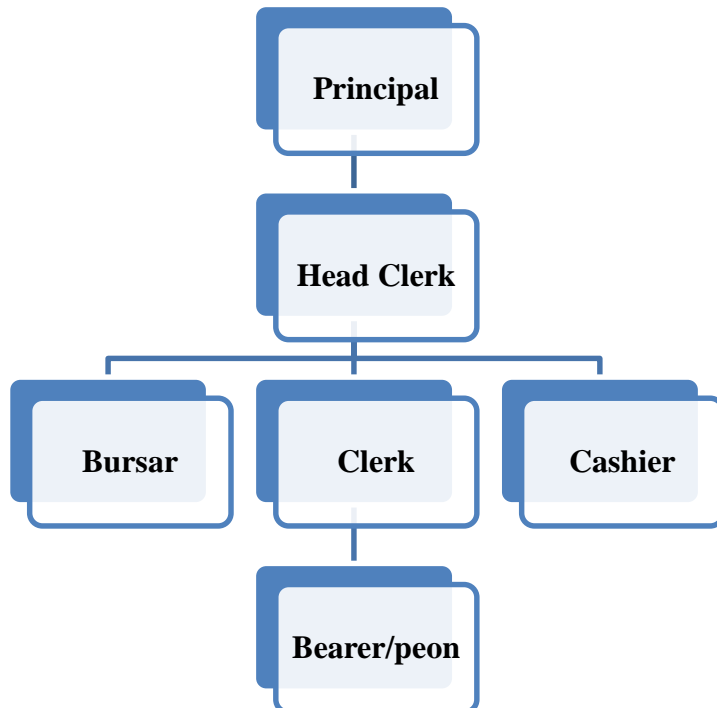 Principal
Head Clerk
Bursar
Clerk
Cashier
Bearer/peon